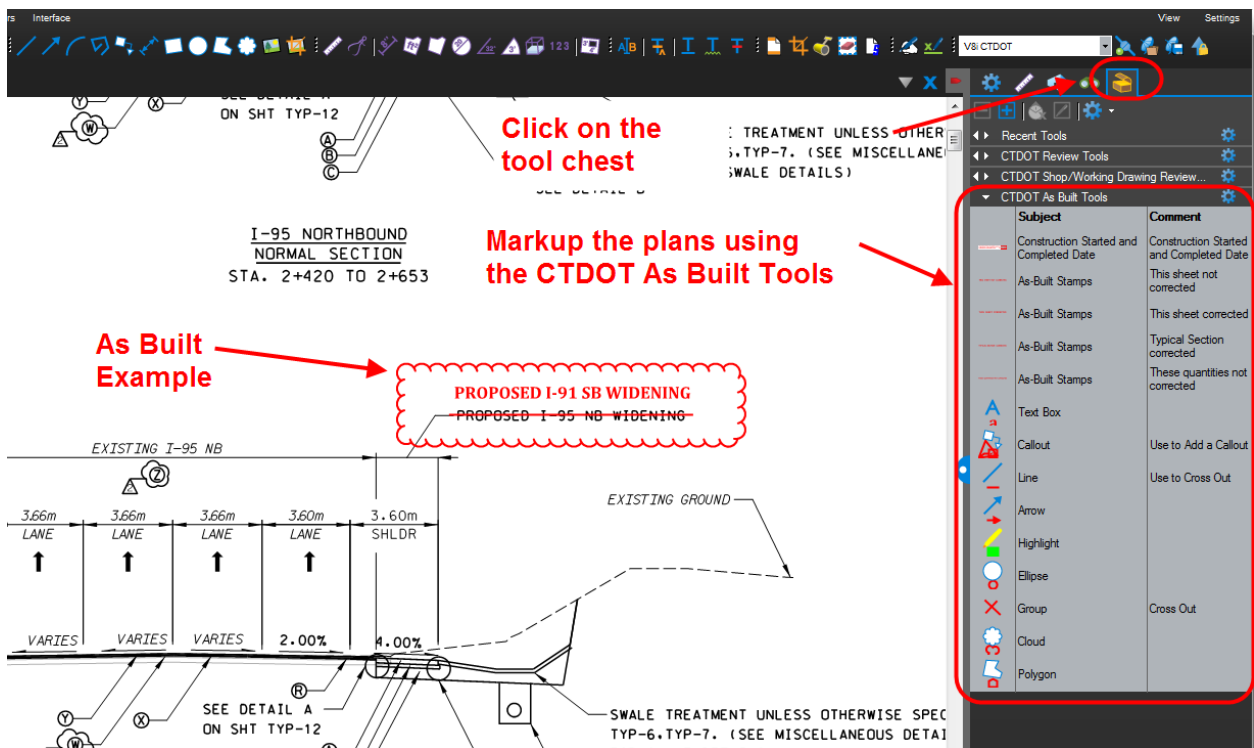 rs Interface View Settings
V8i CTDOT
ON SHT TYP-12
Y
X
W
A
B
C
Click on the
tool chest
TREATMENT UNLESS OTHER
.TYP-7. (SEE MISCELLANE
SWALE DETAILS)
I-95 NORTHBOUND
NORMAL SECTION
STA. 2+420 TO 2+653
Markup the plans using
the CTDOT As Built Tools
As Built
Example
PROPOSED I-91 SB WIDENING
PROPOSED I-95 NB WIDENING
EXISTING I-95 NB
Z
EXISTING GROUND
3.66m 3.66m 3.66m 3.60m 3.60m
LANE LANE LANE LANE SHLDR
VARIES VARIES VARIES 2.00% 4.00%
R
Y
X
W
A
SEE DETAIL A
ON SHT TYP-12
SWALE TREATMENT UNLESS OTHERWISE SPEC
TYP-6.TYP-7. (SEE MISCELLANEOUS DETAI
Recent Tools
CTDOT Review Tools
CTDOT Shop/Working Drawing Review...
CTDOT As Built Tools
Subject Comment
Construction Started and Construction Started
Completed Date and Completed Date
As-Built Stamps This sheet not
corrected
As-Built Stamps This sheet corrected
As-Built Stamps Typical Section
corrected
As-Built Stamps These quantities not
corrected
Text Box
Callout Use to Add a Callout
Line Use to Cross Out
Arrow
Highlight
Ellipse
Group Cross Out
Cloud
Polygon